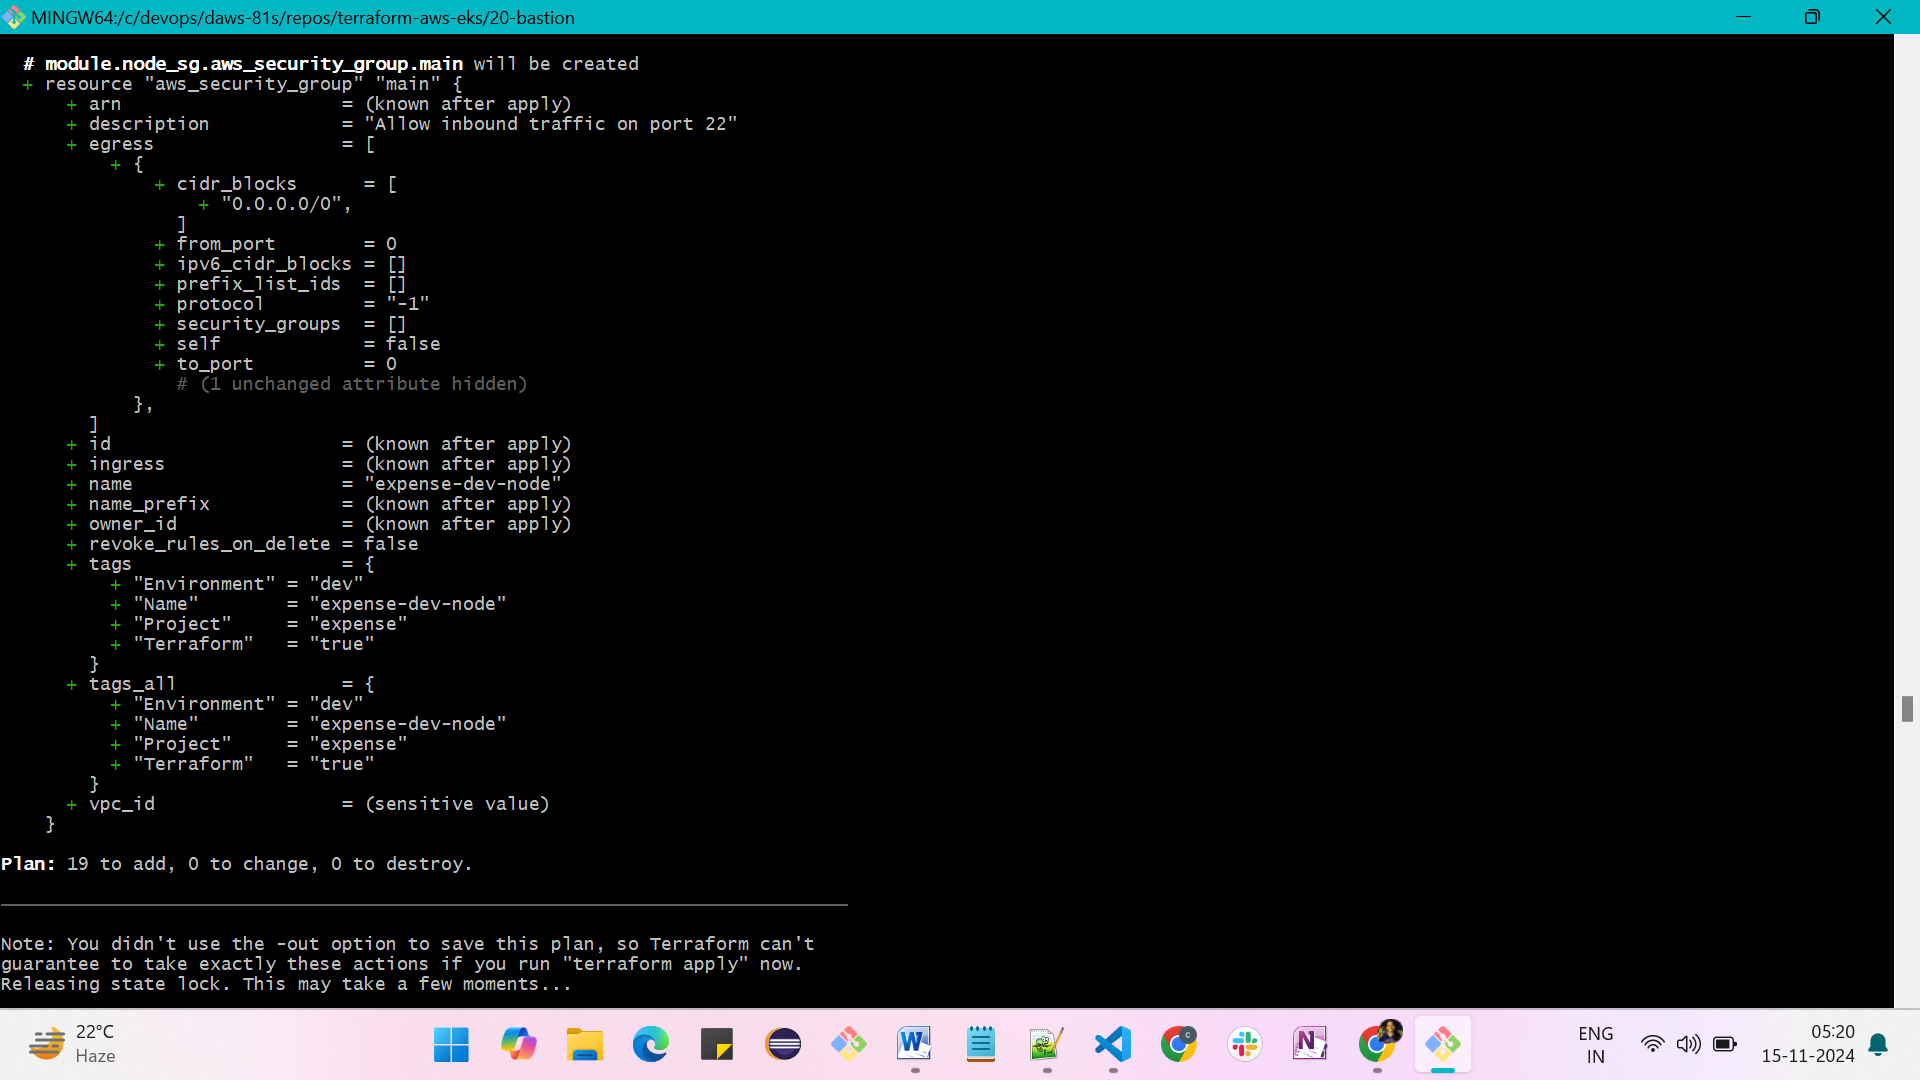 MINGW64:/c/devops/daws-81s/repos/terraform-aws-eks/20-bastion
# module.node_sg.aws_security_group.main will be created
+ resource "aws_security_group" "main" {
+ arn = (known after apply)
+ description = "Allow inbound traffic on port 22"
+ egress = [
+ {
+ cidr_blocks = [
+ "0.0.0.0/0",
]
+ from_port = 0
+ ipv6_cidr_blocks = []
+ prefix_list_ids = []
+ protocol = "-1"
+ security_groups = []
+ self = false
+ to_port = 0
# (1 unchanged attribute hidden)
},
]
+ id = (known after apply)
+ ingress = (known after apply)
+ name = "expense-dev-node"
+ name_prefix = (known after apply)
+ owner_id = (known after apply)
+ revoke_rules_on_delete = false
+ tags = {
+ "Environment" = "dev"
+ "Name" = "expense-dev-node"
+ "Project" = "expense"
+ "Terraform" = "true"
}
+ tags_all = {
+ "Environment" = "dev"
+ "Name" = "expense-dev-node"
+ "Project" = "expense"
+ "Terraform" = "true"
}
+ vpc_id = (sensitive value)
}
Plan: 19 to add, 0 to change, 0 to destroy.
Note: You didn't use the -out option to save this plan, so Terraform can't
guarantee to take exactly these actions if you run "terraform apply" now.
Releasing state lock. This may take a few moments...
22°C
Haze
ENG
IN
05:20
15-11-2024